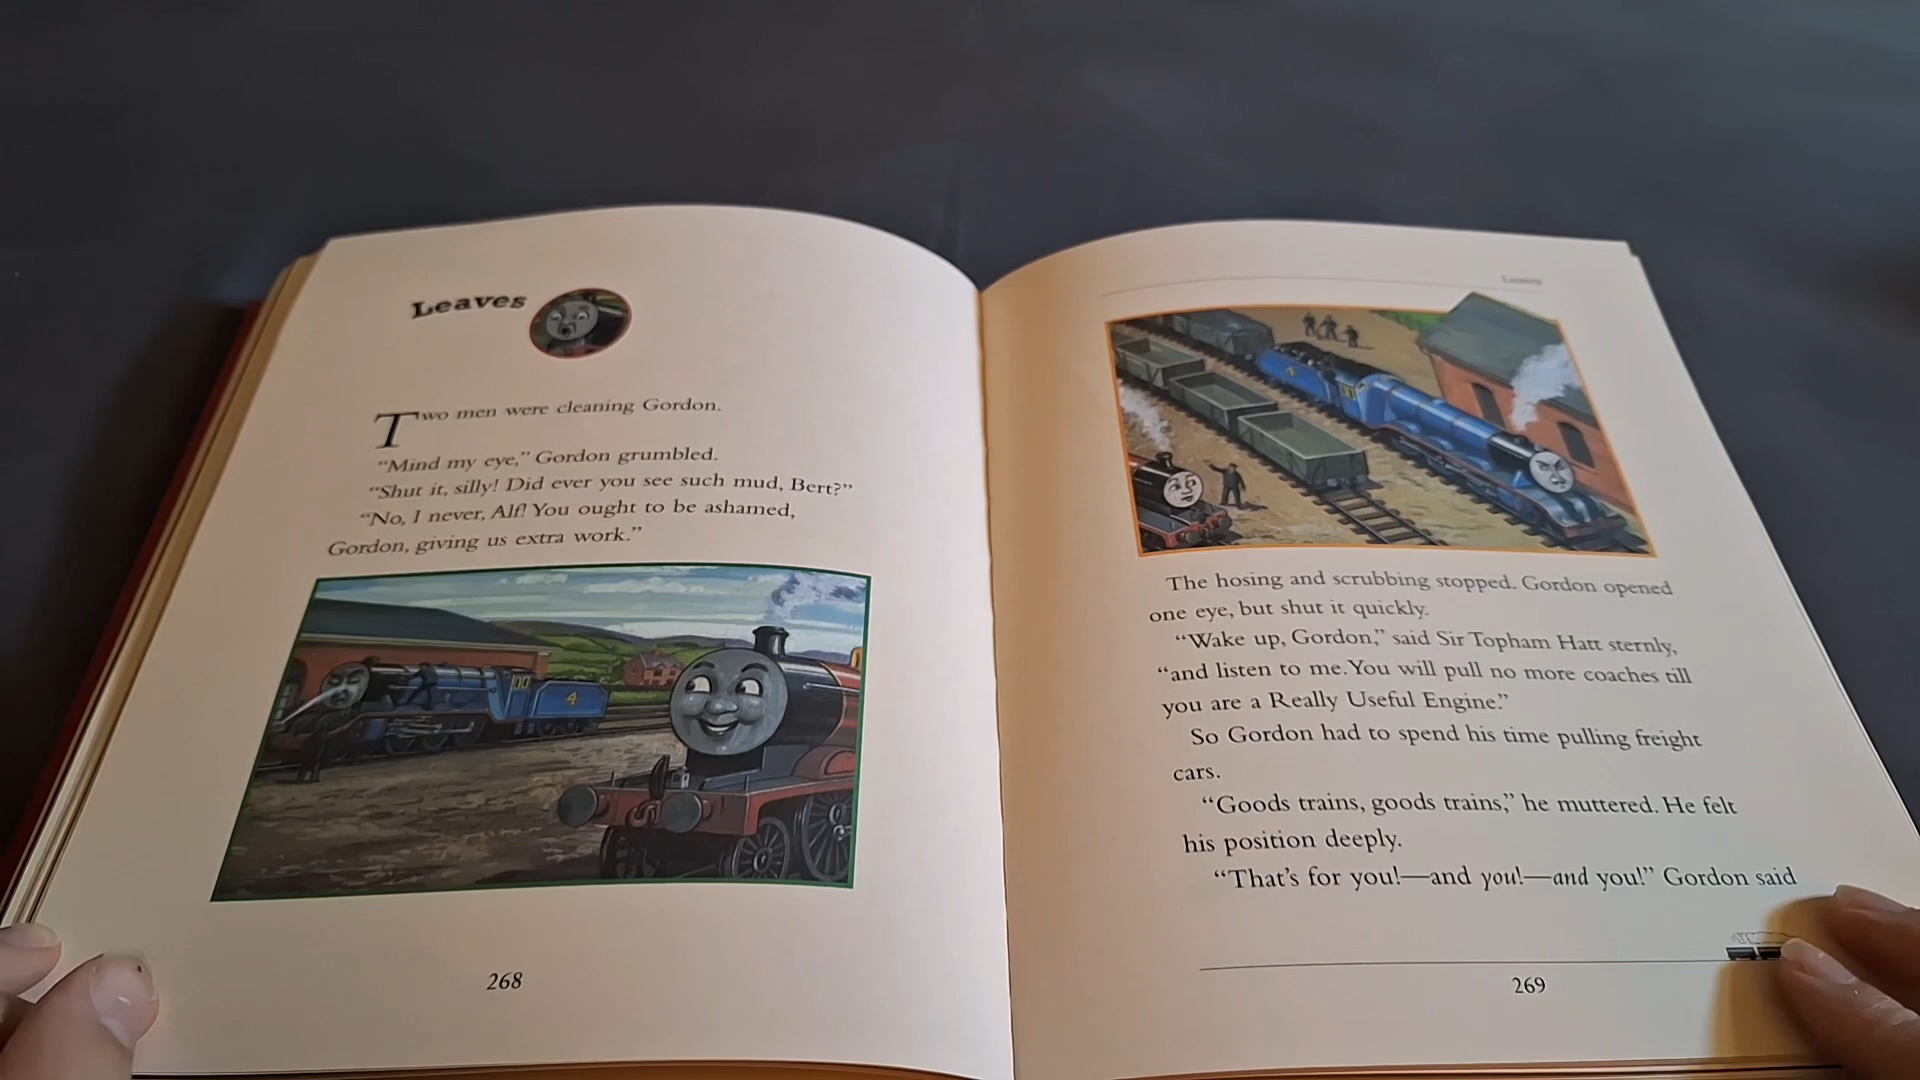 Leaves
Two men were cleaning Gordon.
“Mind my eye,” Gordon grumbled.
“Shut it, silly! Did ever you see such mud, Bert?”
“No, I never, Alf! You ought to be ashamed,
Gordon, giving us extra work.”
4
268
Leaves
The hosing and scrubbing stopped. Gordon opened
one eye, but shut it quickly.
“Wake up, Gordon,” said Sir Topham Hatt sternly,
“and listen to me. You will pull no more coaches till
you are a Really Useful Engine.”
So Gordon had to spend his time pulling freight
cars.
“Goods trains, goods trains,” he muttered. He felt
his position deeply.
“That’s for you!—and you!—and you!” Gordon said
269